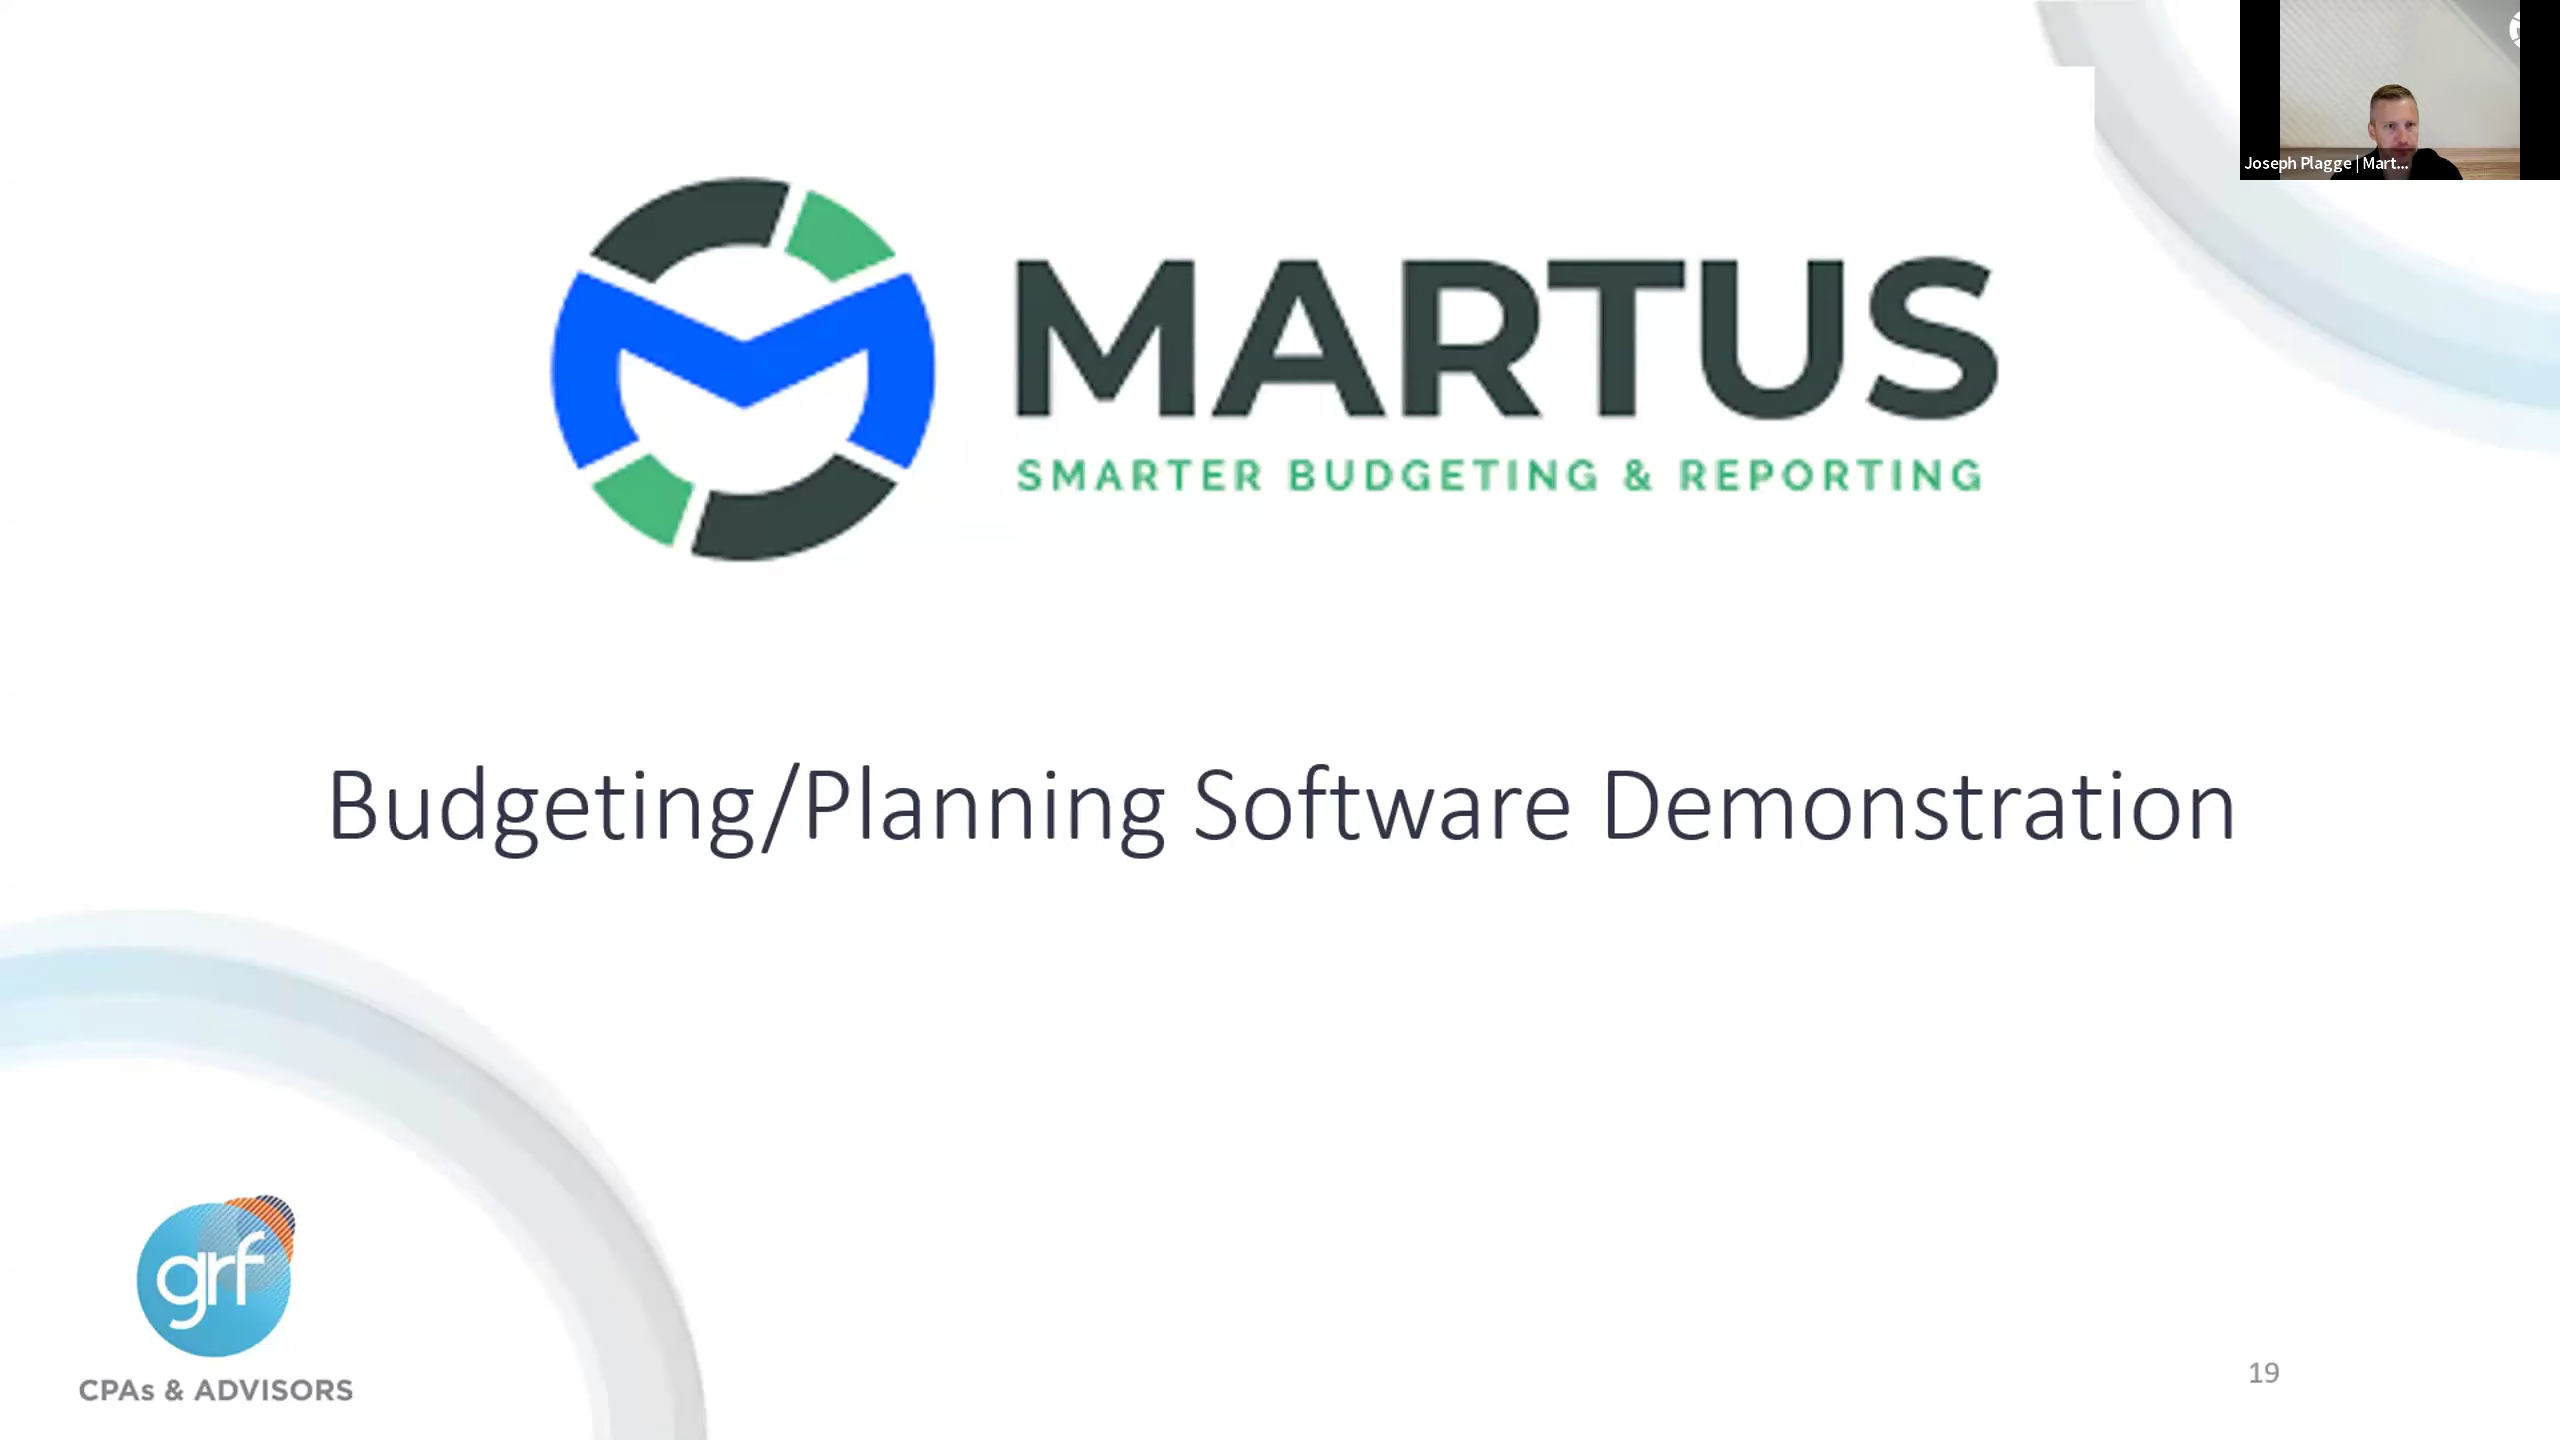 Joseph Plagge | Mart...
MARTUS
SMARTER BUDGETING & REPORTING
Budgeting/Planning Software Demonstration
grf
CPAs & ADVISORS
19